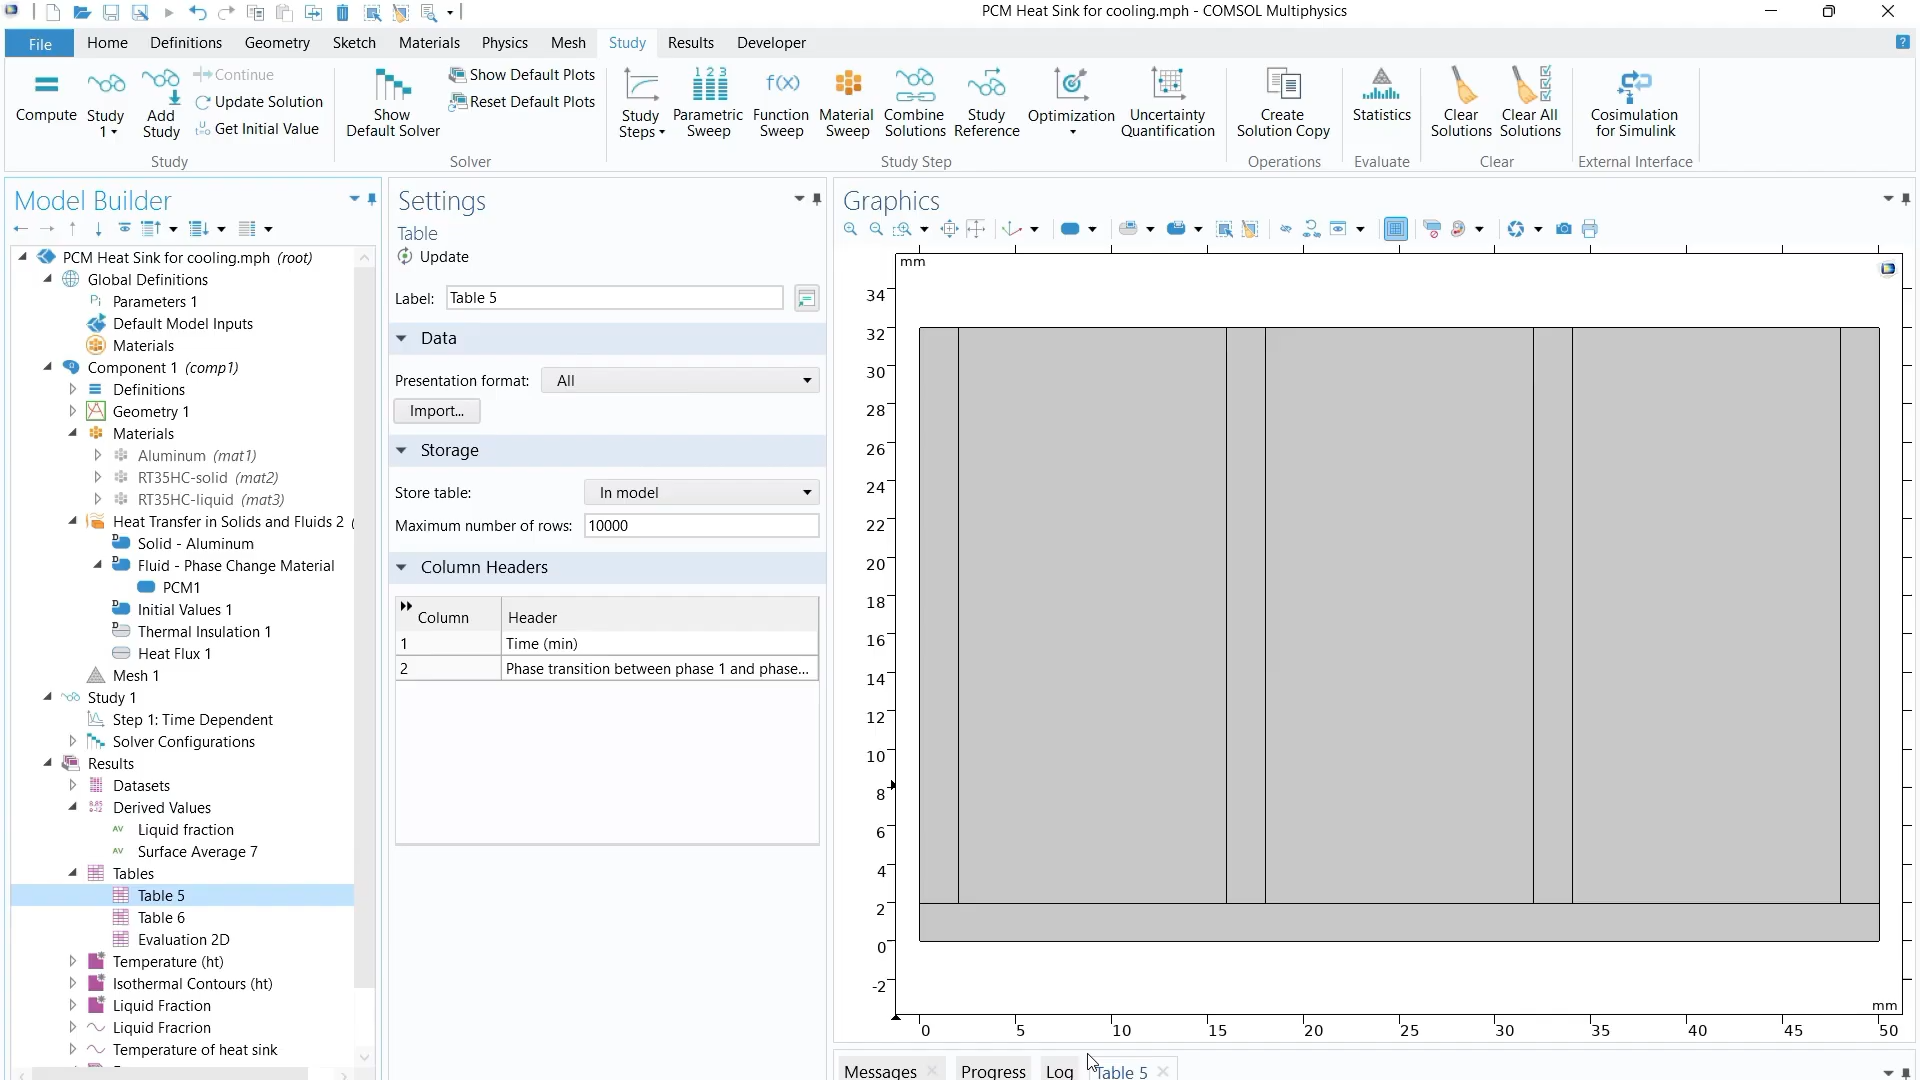 PCM Heat Sink for cooling.mph - COMSOL Multiphysics
File Home Definitions Geometry Sketch Materials Physics Mesh Study Results Developer
Compute
Study 1
Add Study
Continue
Update Solution
Get Initial Value
Study
Show Default Solver
Show Default Plots
Reset Default Plots
Solver
Study Steps
Parametric Sweep
Function Sweep
Material Sweep
Combine Solutions
Study Reference
Optimization
Uncertainty Quantification
Study Step
Create Solution Copy
Operations
Statistics
Evaluate
Clear Solutions
Clear All Solutions
Clear
Cosimulation for Simulink
External Interface
Model Builder
PCM Heat Sink for cooling.mph (root)
Global Definitions
Pi Parameters 1
Default Model Inputs
Materials
Component 1 (comp1)
Definitions
Geometry 1
Materials
Aluminum (mat1)
RT35HC-solid (mat2)
RT35HC-liquid (mat3)
Heat Transfer in Solids and Fluids 2 (
Solid - Aluminum
Fluid - Phase Change Material
PCM1
Initial Values 1
Thermal Insulation 1
Heat Flux 1
Mesh 1
Study 1
Step 1: Time Dependent
Solver Configurations
Results
Datasets
Derived Values
Liquid fraction
Surface Average 7
Tables
Table 5
Table 6
Evaluation 2D
Temperature (ht)
Isothermal Contours (ht)
Liquid Fraction
Liquid Fracrion
Temperature of heat sink
Settings
Table
Update
Label: Table 5
Data
Presentation format: All
Import...
Storage
Store table: In model
Maximum number of rows: 10000
Column Headers
Column Header
1 Time (min)
2 Phase transition between phase 1 and phase...
Graphics
mm
34
32
30
28
26
24
22
20
18
16
14
12
10
8
6
4
2
0
-2
mm
0 5 10 15 20 25 30 35 40 45 50
Messages Progress Log Table 5